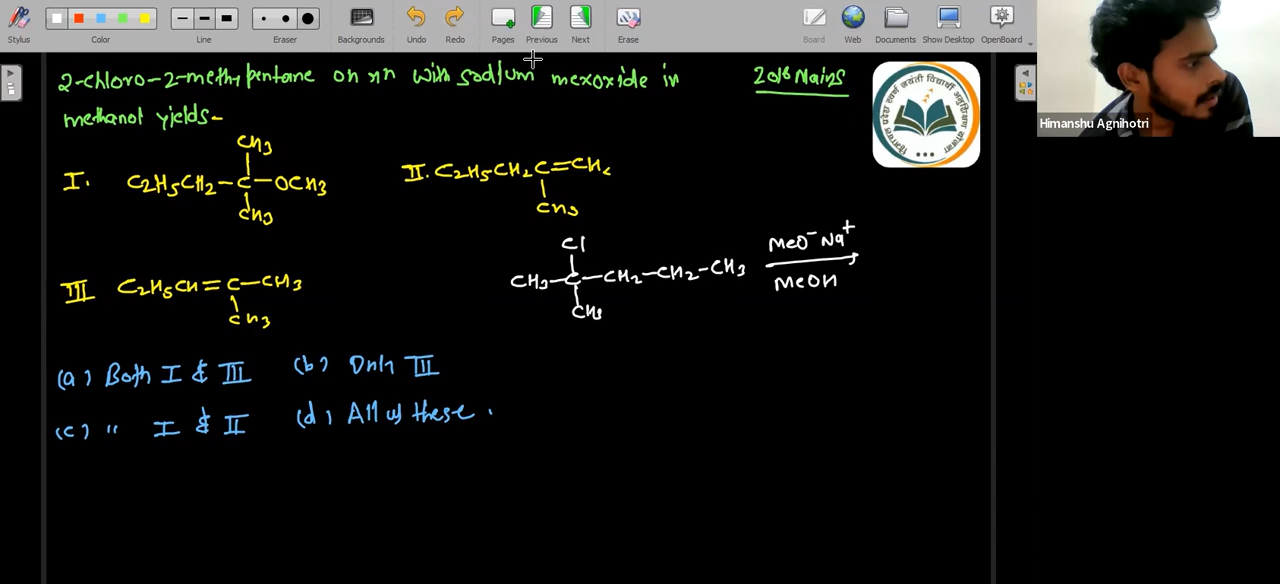 Stylus
Color
Line
Eraser
Backgrounds
Undo
Redo
Pages
Previous
Next
Erase
Board
Web
Documents
Show Desktop
OpenBoard
Himanshu Agnihotri
2-chloro-2-methylpentane on rxn with sodium mexoxide in
methanol yields-
2016 Mains
I. C2H5CH2-C-OCH3
CH3
CH3
II. C2H5CH2C=CH2
CH3
III C2H5CH=C-CH3
CH3
Cl
CH3-C-CH2-CH2-CH3
CH3
MeO⁻Na⁺
MeOH
(a) Both I & III
(b) Only III
(c) " I & II
(d) All of these.